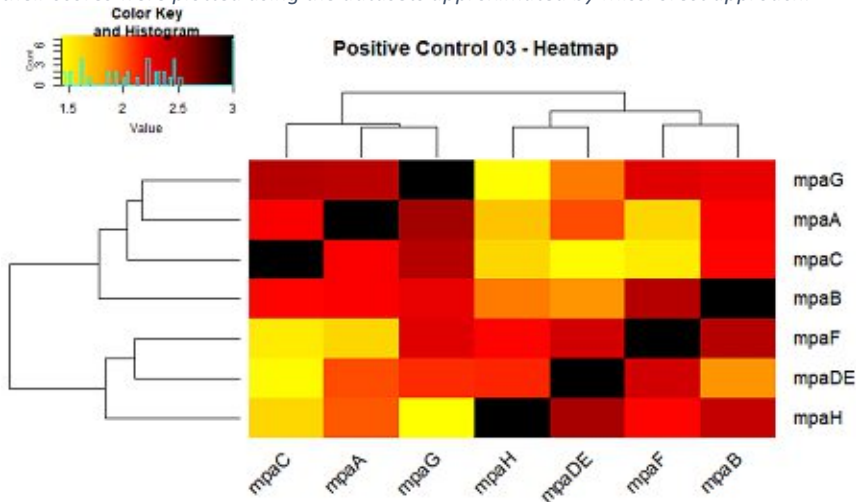 Color Key
and Histogram
Count
0 3 6
1.5 2 2.5 3
Value
Positive Control 03 - Heatmap
mpaG
mpaA
mpaC
mpaB
mpaF
mpaDE
mpaH
mpaC mpaA mpaG mpaH mpaDE mpaF mpaB